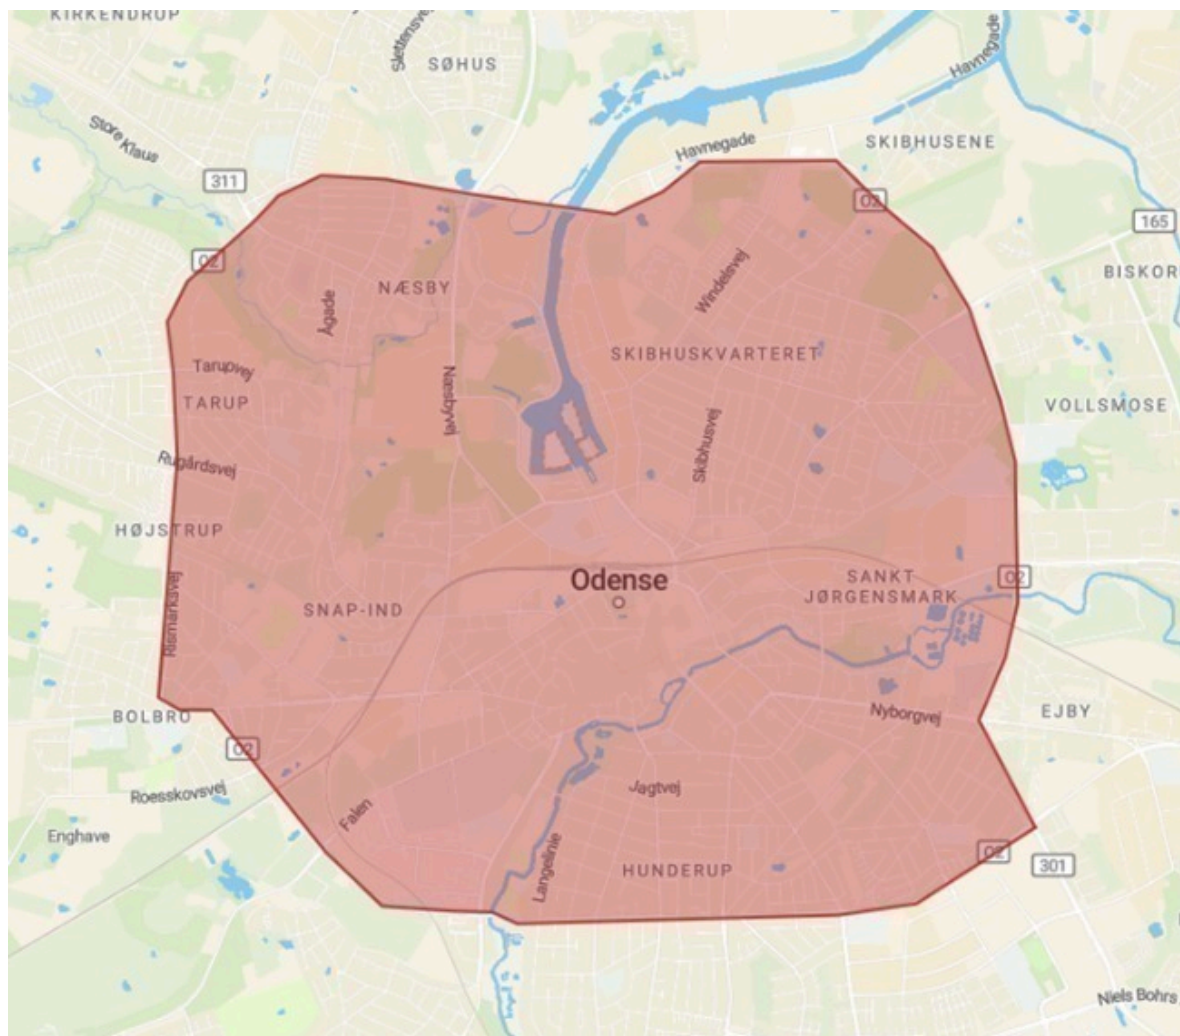 KIRKENDRUP
Slettensvej
SØHUS
Havnegade
Store Klaus
Havnegade
SKIBHUSENE
311
O2
165
O2
BISKOR
Windelsvej
NÆSBY
Ågade
SKIBHUSKVARTERET
Tarupvej
TARUP
Næsbyvej
VOLLSMOSE
Skibhusvej
Rugårdsvej
HØJSTRUP
Odense
SANKT
JØRGENSMARK
O2
SNAP-IND
Rismarksvej
BOLBRO
Nyborgvej
EJBY
O2
Roesskovsvej
Jagtvej
Falen
Enghave
Langelinie
HUNDERUP
O2
301
Niels Bohrs